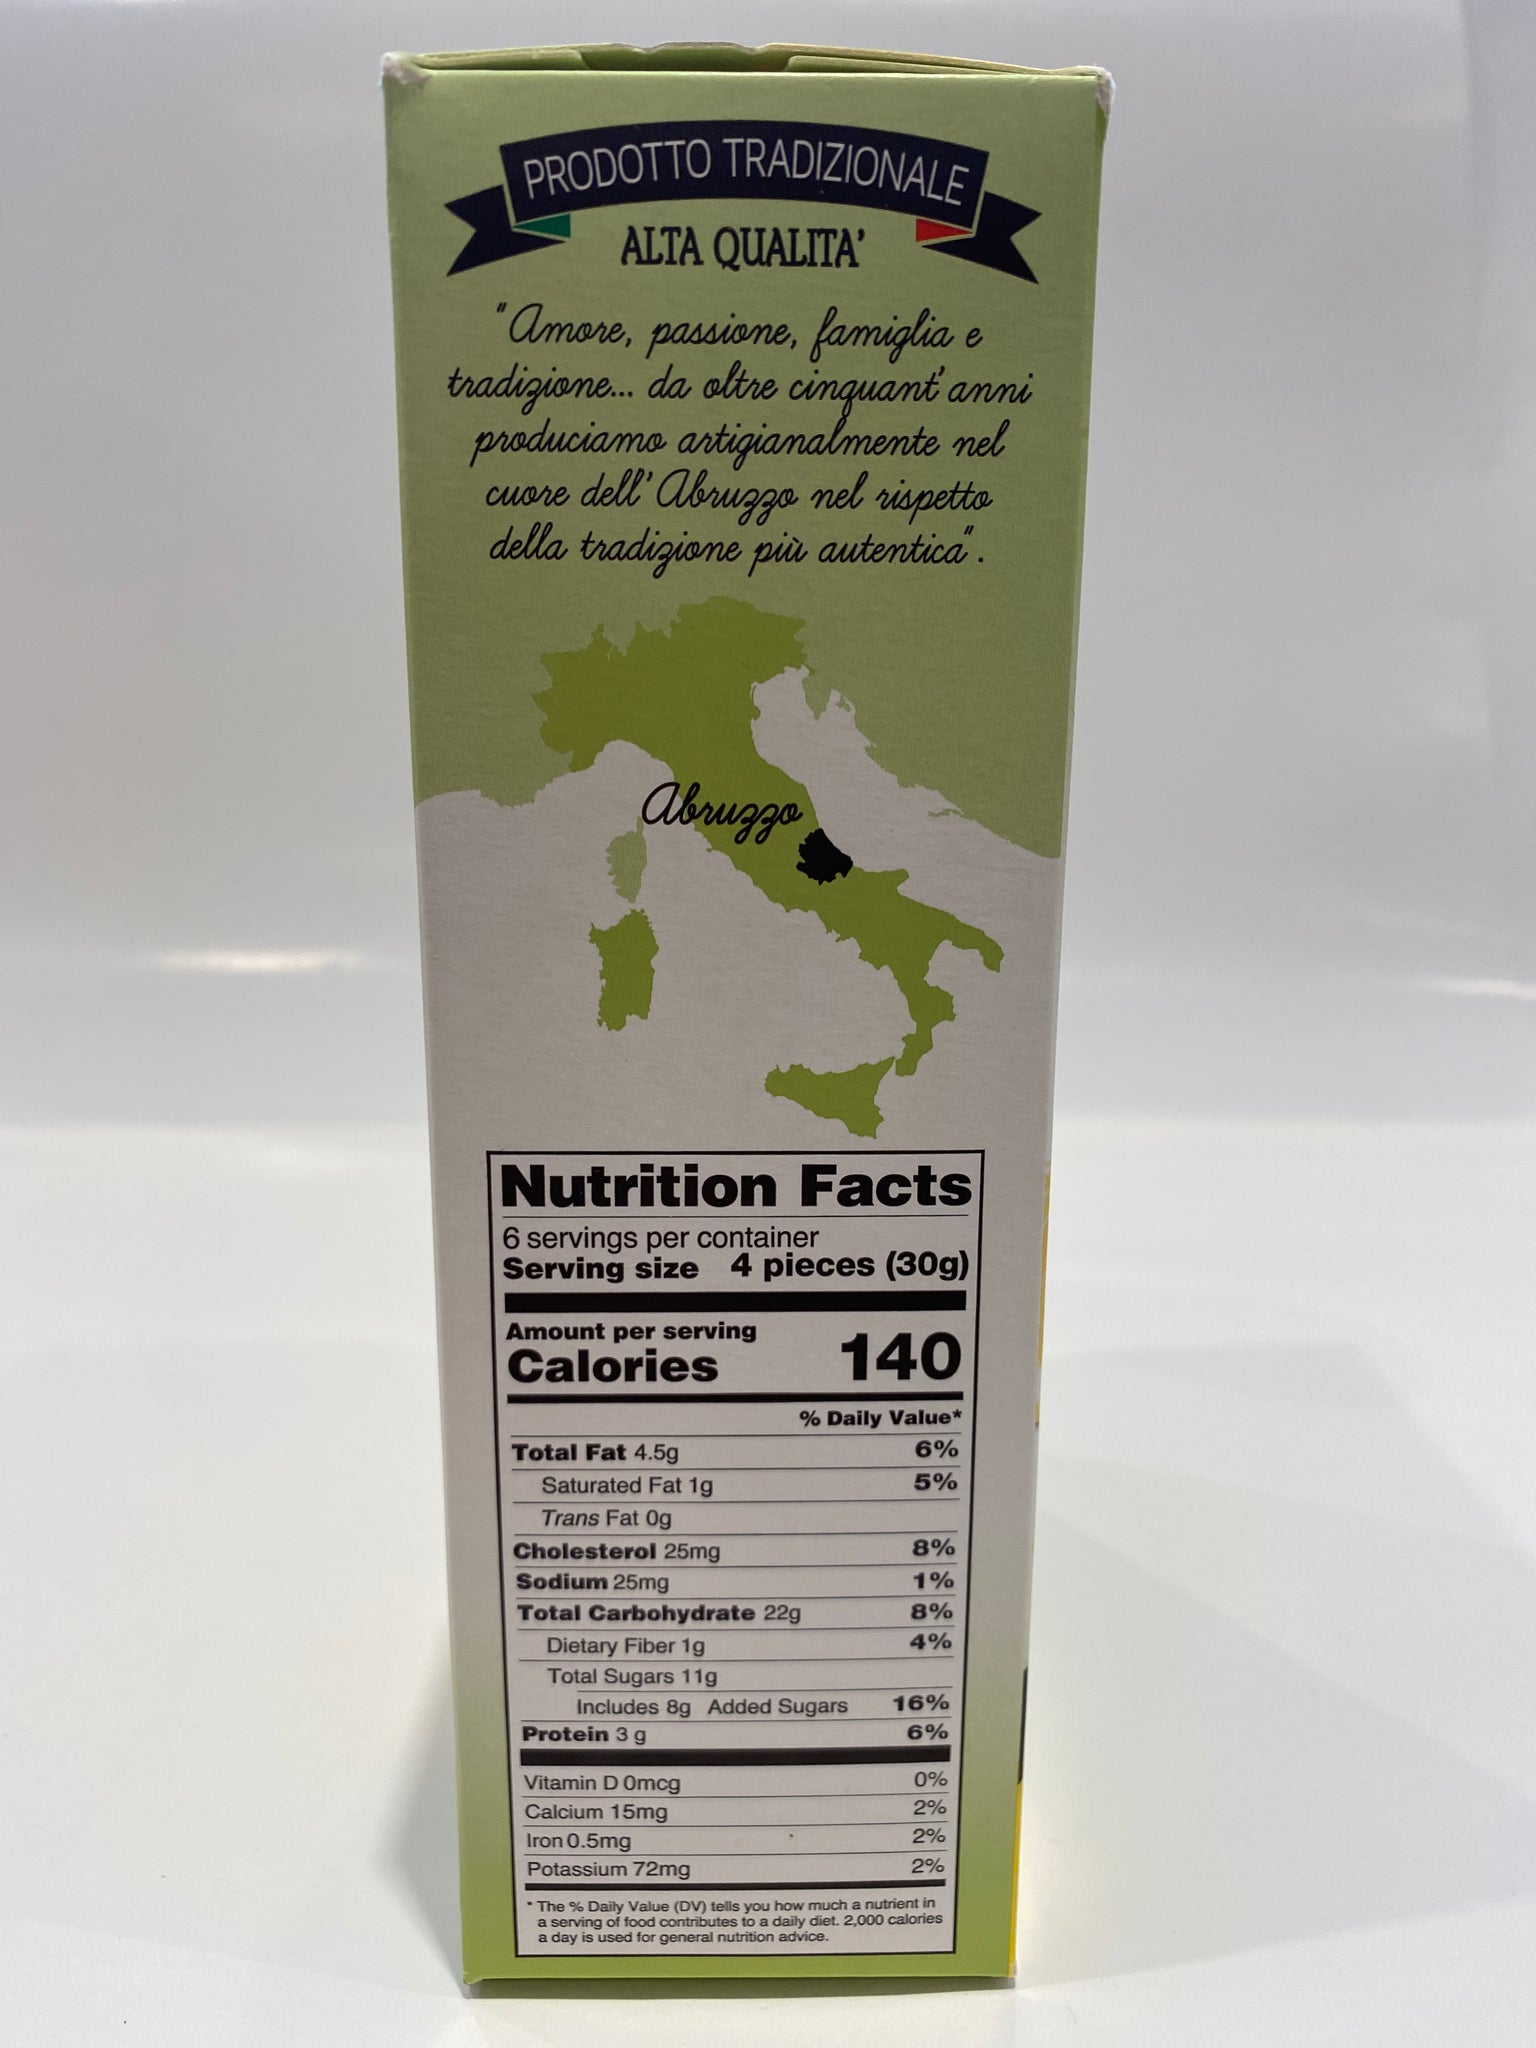 PRODOTTO TRADIZIONALE
ALTA QUALITA'
"Amore, passione, famiglia e
tradizione... da oltre cinquant'anni
produciamo artigianalmente nel
cuore dell'Abruzzo nel rispetto
della tradizione più autentica".
Abruzzo
Nutrition Facts
6 servings per container
Serving size 4 pieces (30g)
Amount per serving
Calories 140
% Daily Value*
Total Fat 4.5g 6%
Saturated Fat 1g 5%
Trans Fat 0g
Cholesterol 25mg 8%
Sodium 25mg 1%
Total Carbohydrate 22g 8%
Dietary Fiber 1g 4%
Total Sugars 11g
Includes 8g Added Sugars 16%
Protein 3 g 6%
Vitamin D 0mcg 0%
Calcium 15mg 2%
Iron 0.5mg 2%
Potassium 72mg 2%
* The % Daily Value (DV) tells you how much a nutrient in
a serving of food contributes to a daily diet. 2,000 calories
a day is used for general nutrition advice.